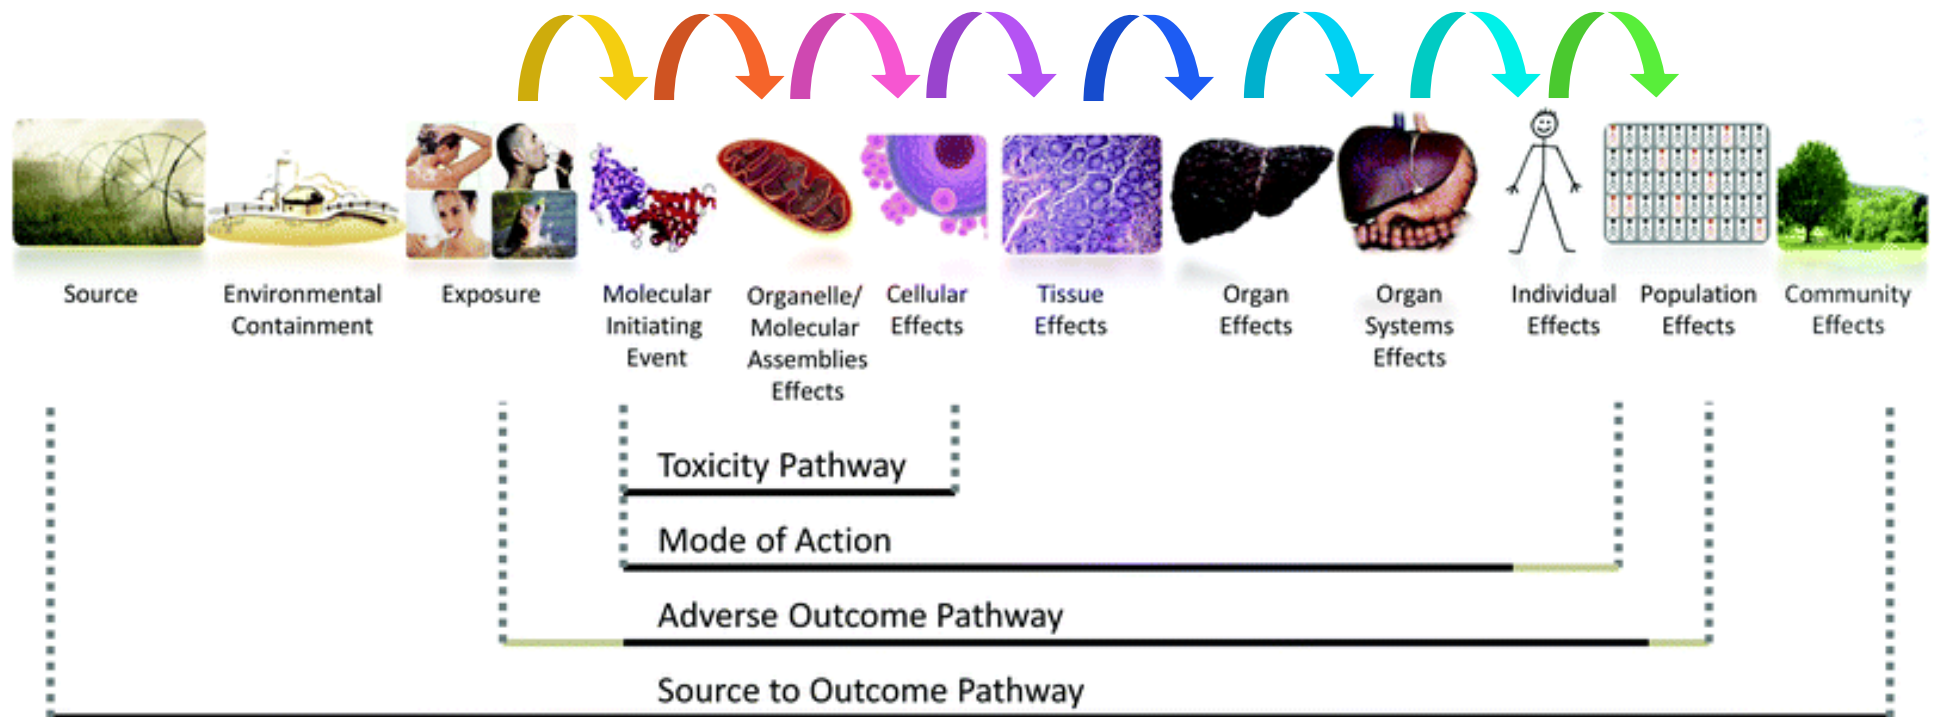 Source
Environmental
Containment
Exposure
Molecular
Initiating
Event
Organelle/
Molecular
Assemblies
Effects
Cellular
Effects
Tissue
Effects
Organ
Effects
Organ
Systems
Effects
Individual
Effects
Population
Effects
Community
Effects
Toxicity Pathway
Mode of Action
Adverse Outcome Pathway
Source to Outcome Pathway